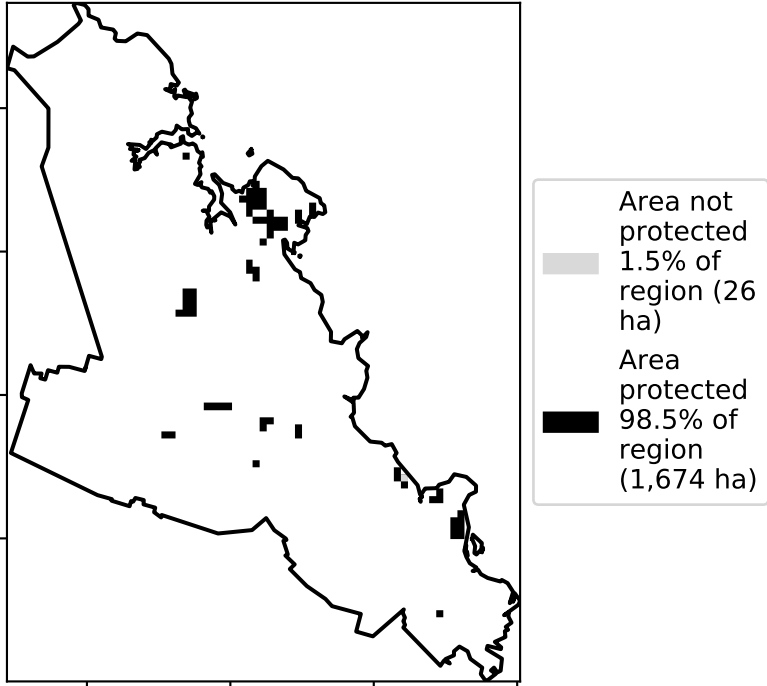 Area not
protected
1.5% of
region (26
ha)
Area
protected
98.5% of
region
(1,674 ha)